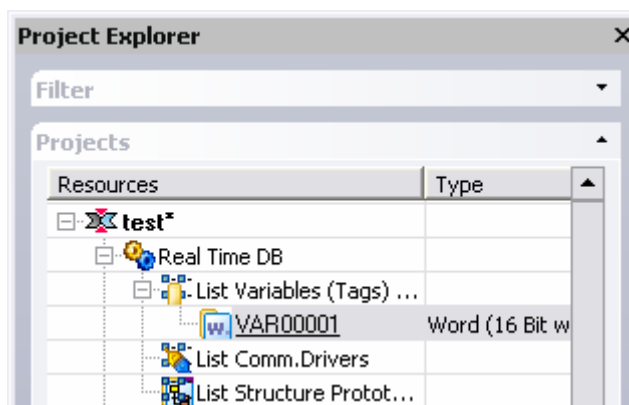 Project Explorer
Filter
Projects
Resources Type
test*
Real Time DB
List Variables (Tags) ...
VAR00001 Word (16 Bit w
List Comm.Drivers
List Structure Protot...